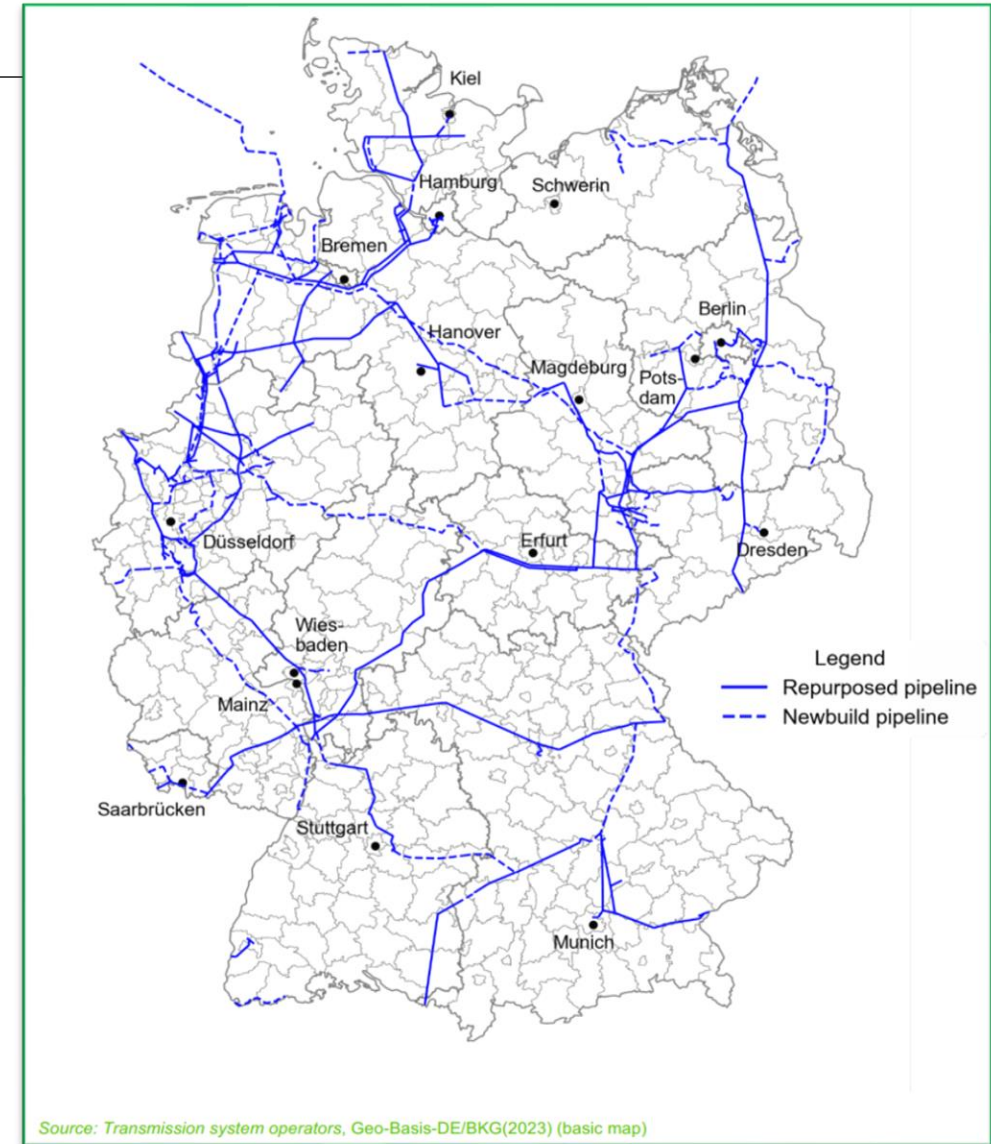 Kiel
Hamburg
Schwerin
Bremen
Berlin
Hanover
Magdeburg
Pots-
dam
Düsseldorf
Erfurt
Dresden
Wies-
baden
Legend
Repurposed pipeline
Mainz
Newbuild pipeline
Saarbrücken
Stuttgart
Munich
Source: Transmission system operators, Geo-Basis-DE/BKG(2023) (basic map)